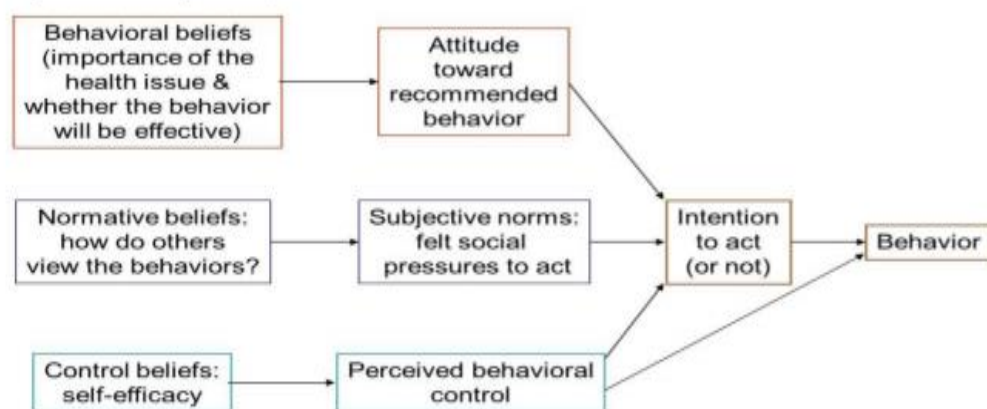 Behavioral beliefs
(importance of the
health issue &
whether the behavior
will be effective)
Attitude
toward
recommended
behavior
Normative beliefs:
how do others
view the behaviors?
Subjective norms:
felt social
pressures to act
Intention
to act
(or not)
Behavior
Control beliefs:
self-efficacy
Perceived behavioral
control